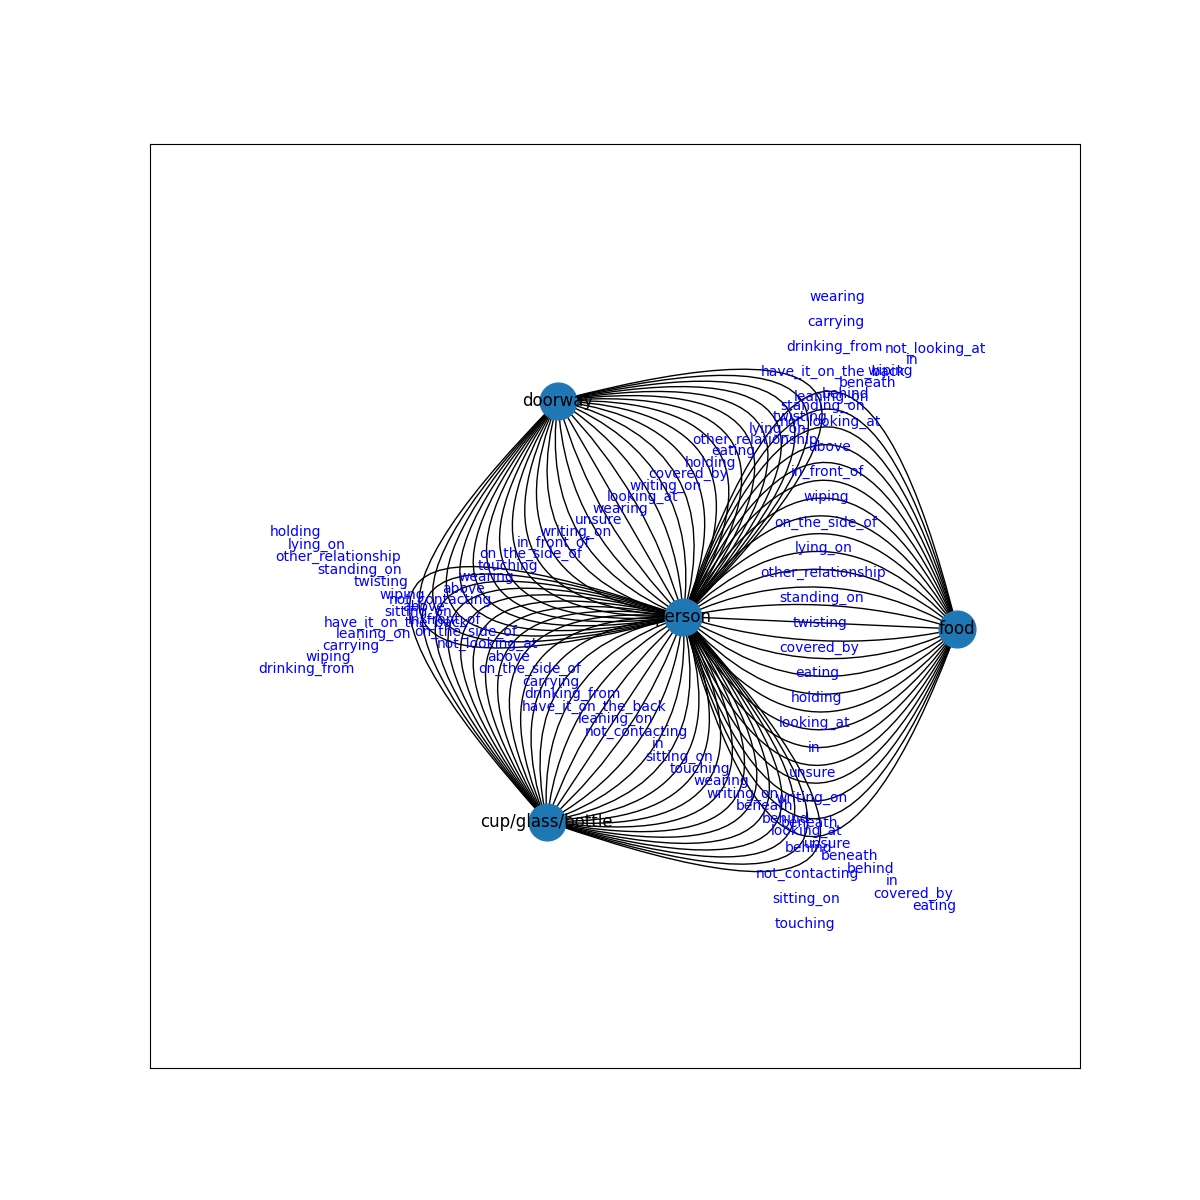 wearing
carrying
drinking_from
not_looking_at
in
have_it_on_the_back
wiping
beneath
behind
leaning_on
doorway
standing_on
twisting
not_looking_at
lying_on
other_relationship
above
eating
holding
in_front_of
covered_by
writing_on
looking_at
wiping
wearing
unsure
on_the_side_of
holding
writing_on
in_front_of
lying_on
lying_on
on_the_side_of
other_relationship
touching
standing_on
other_relationship
wearing
twisting
above
wiping
standing_on
not_contacting
above
sitting_on
person
in_front_of
have_it_on_the_back
twisting
food
leaning_on
on_the_side_of
not_looking_at
carrying
covered_by
wiping
above
drinking_from
on_the_side_of
eating
carrying
drinking_from
holding
have_it_on_the_back
leaning_on
looking_at
not_contacting
in
in
sitting_on
touching
unsure
wearing
writing_on
writing_on
beneath
behind
cup/glass/bottle
beneath
looking_at
unsure
behind
beneath
behind
not_contacting
in
covered_by
sitting_on
eating
touching